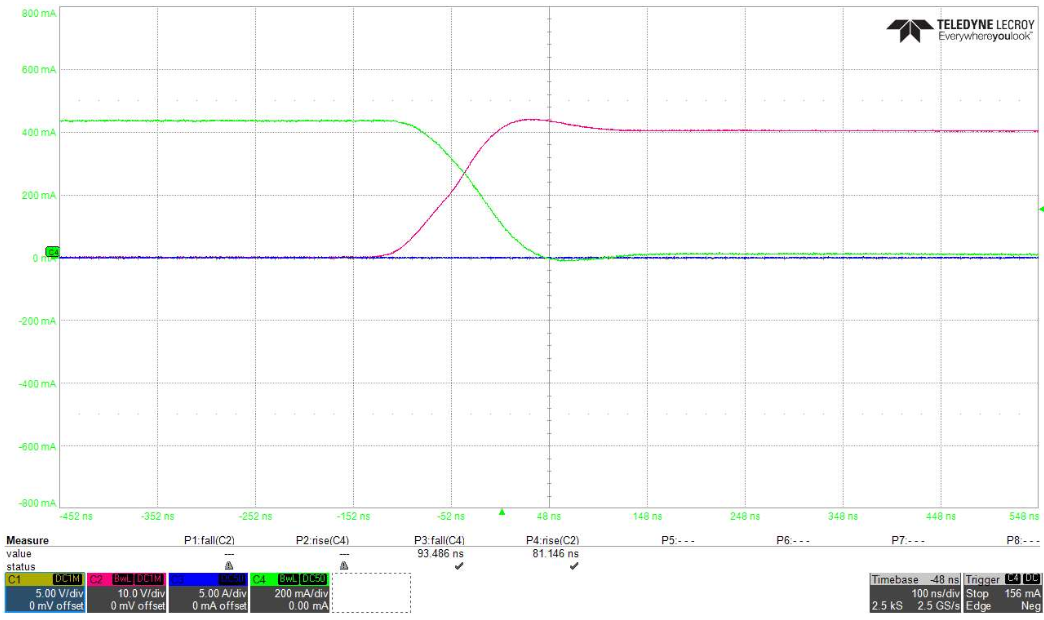 800 mA
TELEDYNE LECROY
Everywhereyoulook™
600 mA
400 mA
200 mA
C4
0 mA
-200 mA
-400 mA
-600 mA
-800 mA
-452 ns -352 ns -252 ns -152 ns -52 ns 48 ns 148 ns 248 ns 348 ns 448 ns 548 ns
Measure P1:fall(C2) P2:rise(C4) P3:fall(C4) P4:rise(C2) P5:- - - P6:- - - P7:- - - P8:- - -
value --- --- 93.486 ns 81.146 ns
status
C1 DC1M C2 BwL DC1M C3 DC50 C4 BwL DC50 Timebase -48 ns Trigger C4 DC
5.00 V/div 10.0 V/div 5.00 A/div 200 mA/div 100 ns/div Stop 156 mA
0 mV offset 0 mV offset 0 mA offset 0.00 mA 2.5 kS 2.5 GS/s Edge Neg